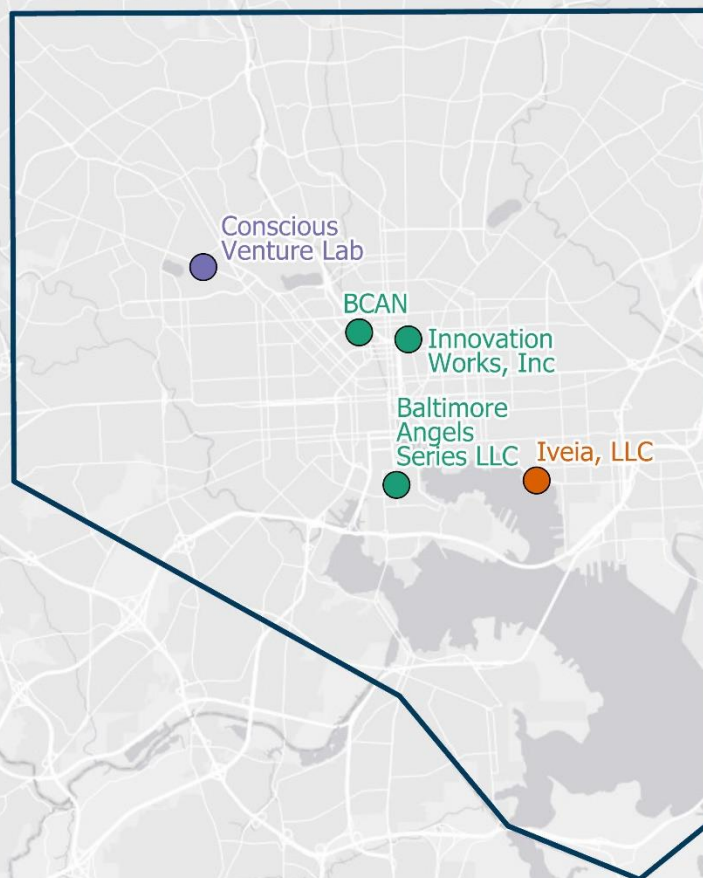 Conscious
Venture Lab
BCAN
Innovation
Works, Inc
Baltimore
Angels
Series LLC
Iveia, LLC